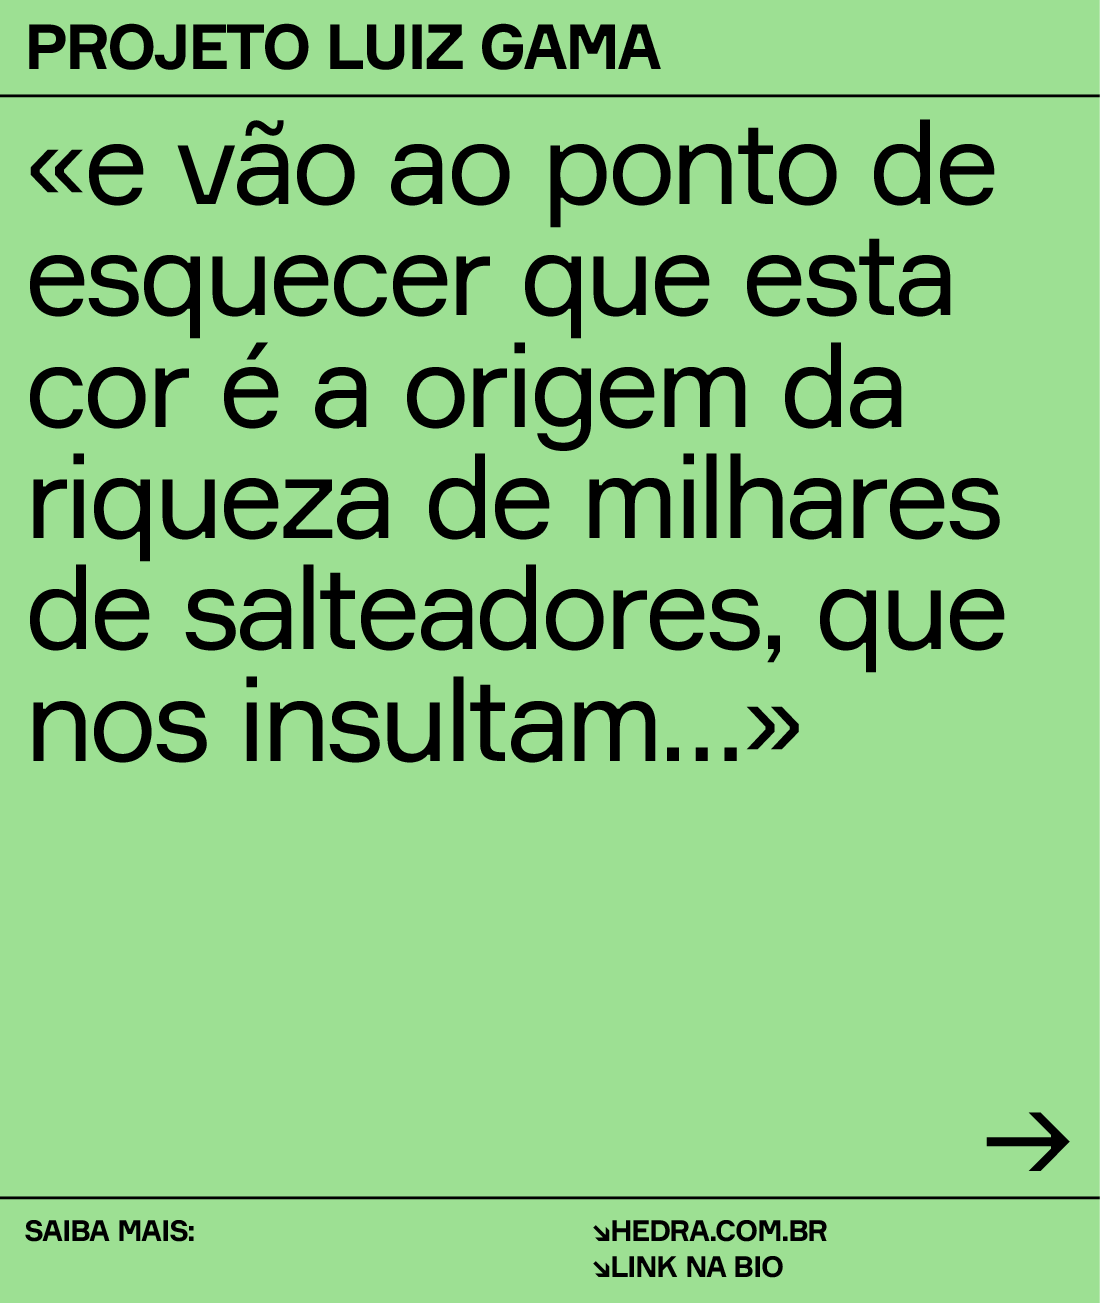 PROJETO LUIZ GAMA
«e vão ao ponto de
esquecer que esta
cor é a origem da
riqueza de milhares
de salteadores, que
nos insultam...»
→
SAIBA MAIS:
↘HEDRA.COM.BR
↘LINK NA BIO